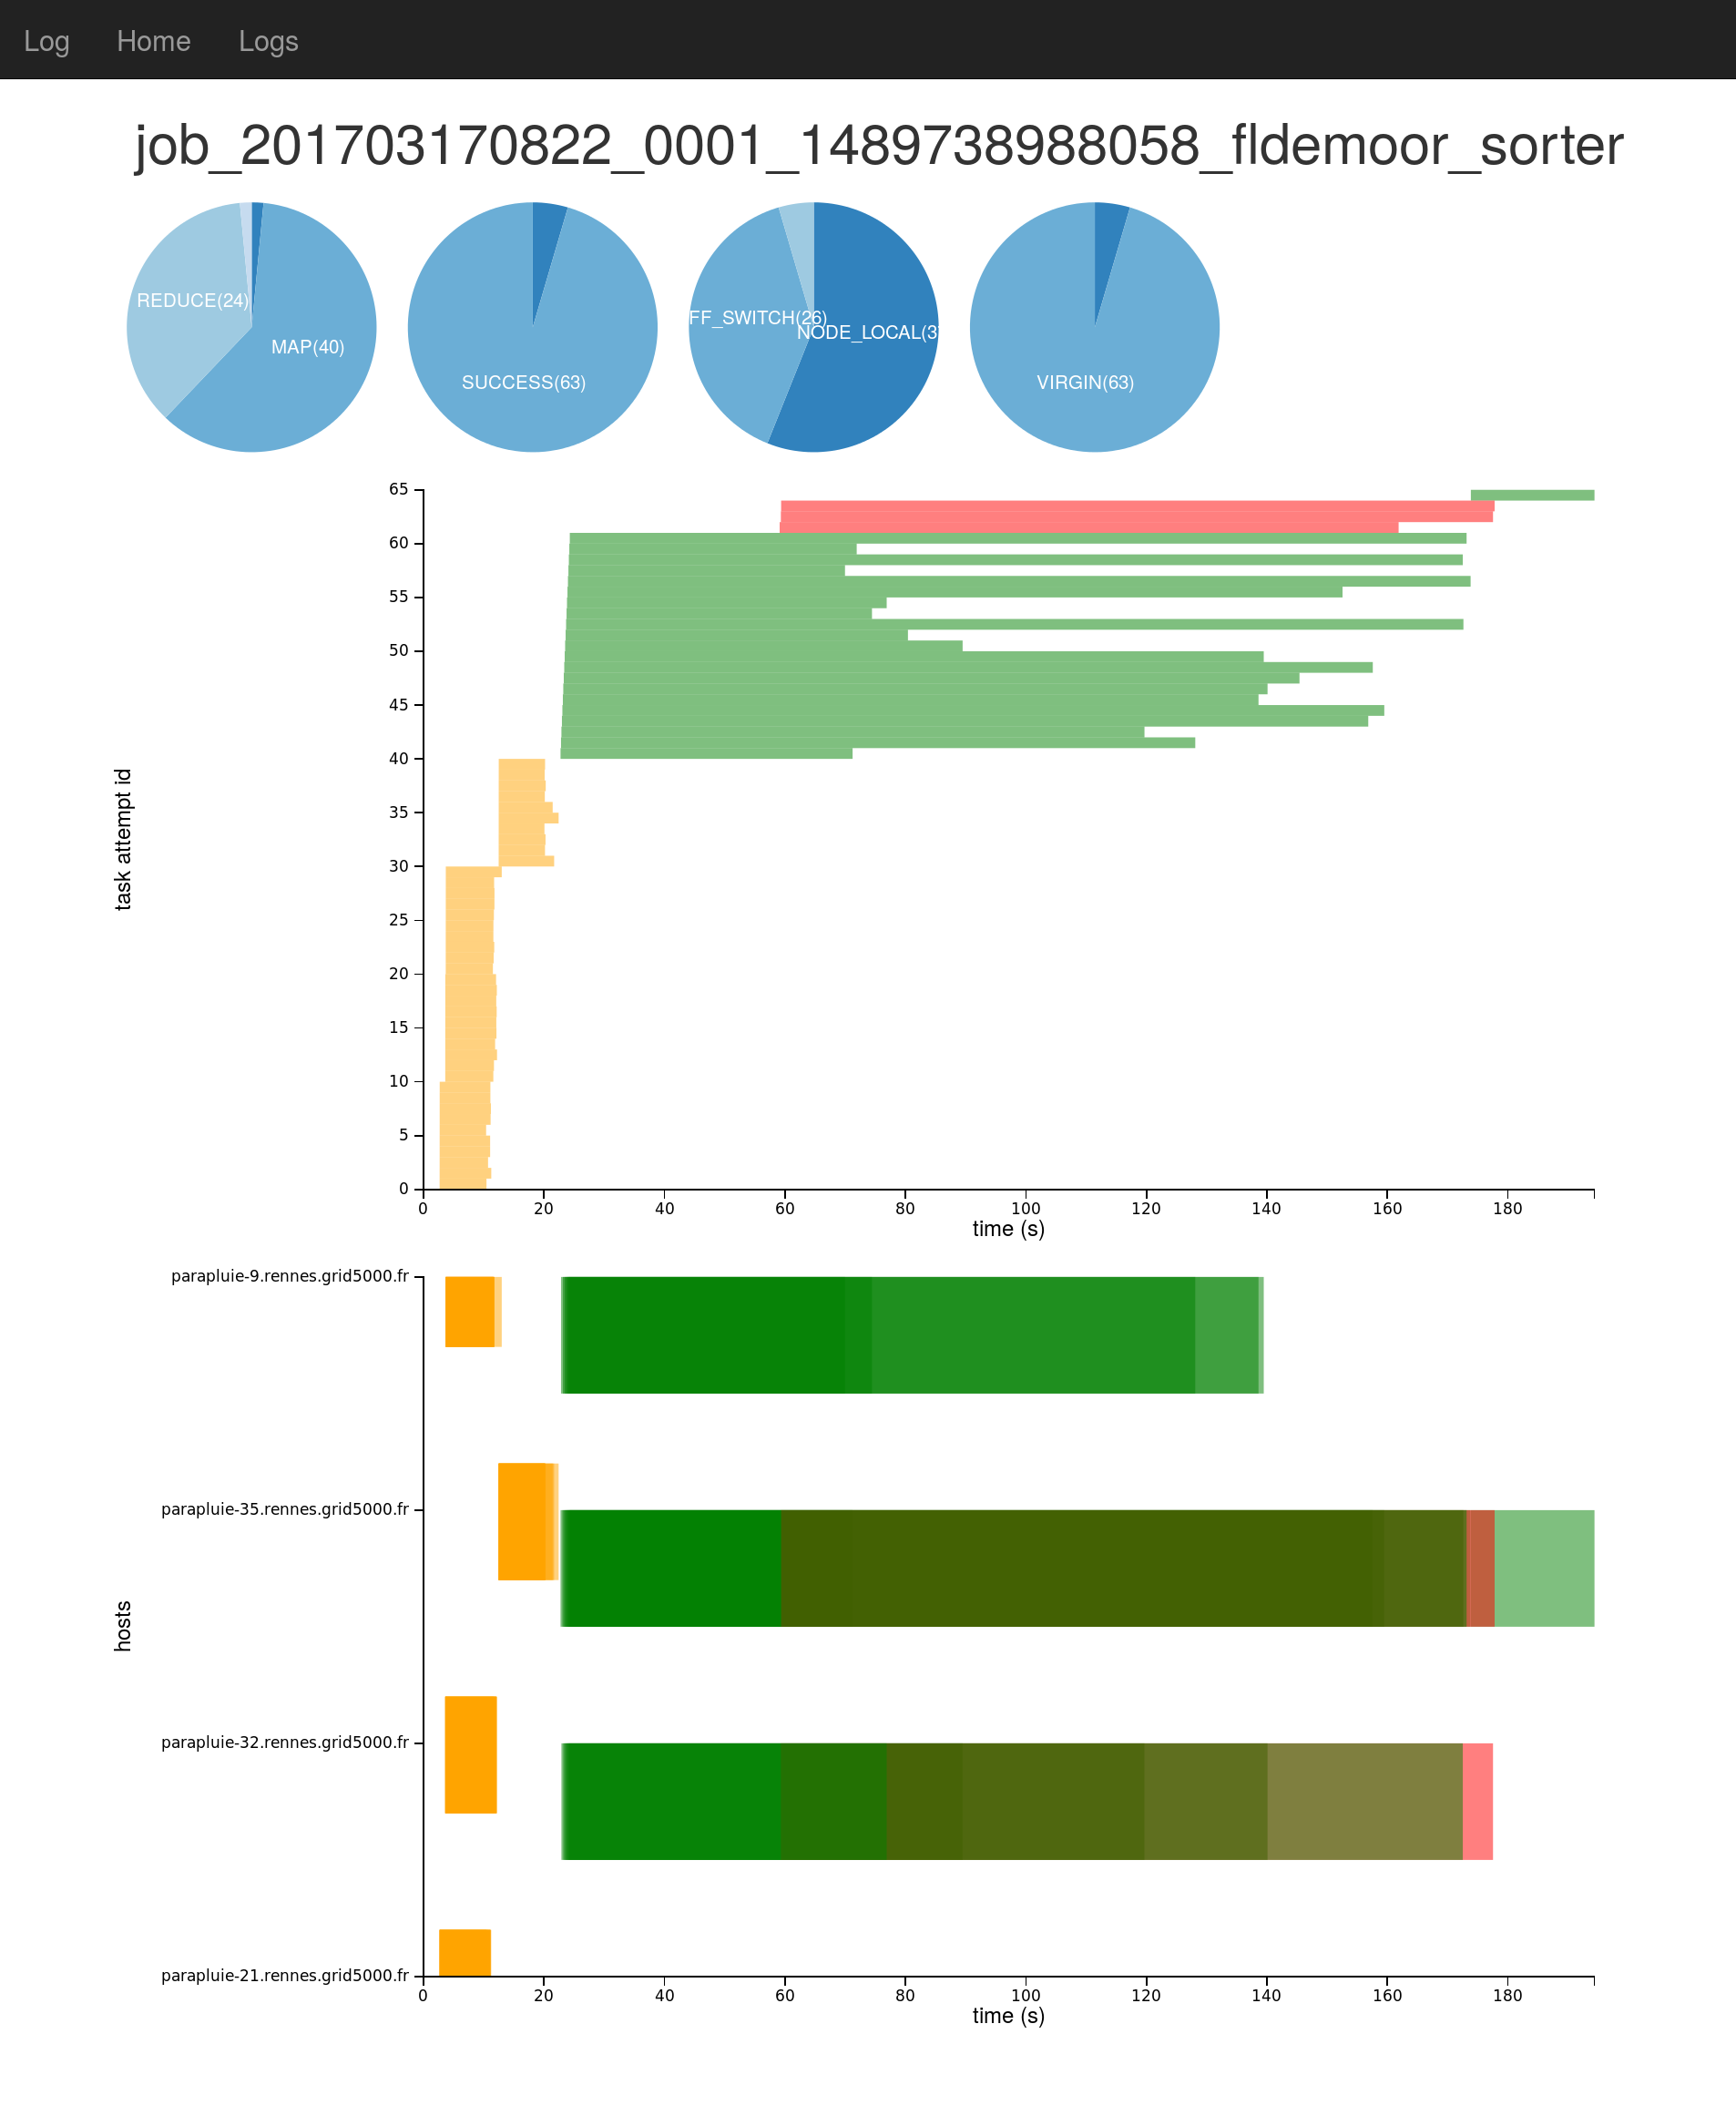 Log Home Logs
job_201703170822_0001_1489738988058_fldemoor_sorter
REDUCE(24)
MAP(40)
SUCCESS(63)
FF_SWITCH(26)
NODE_LOCAL(3
VIRGIN(63)
65
60
55
50
45
40
35
30
25
20
15
10
5
0
task attempt id
0 20 40 60 80 100 120 140 160 180
time (s)
parapluie-9.rennes.grid5000.fr
parapluie-35.rennes.grid5000.fr
parapluie-32.rennes.grid5000.fr
parapluie-21.rennes.grid5000.fr
hosts
0 20 40 60 80 100 120 140 160 180
time (s)